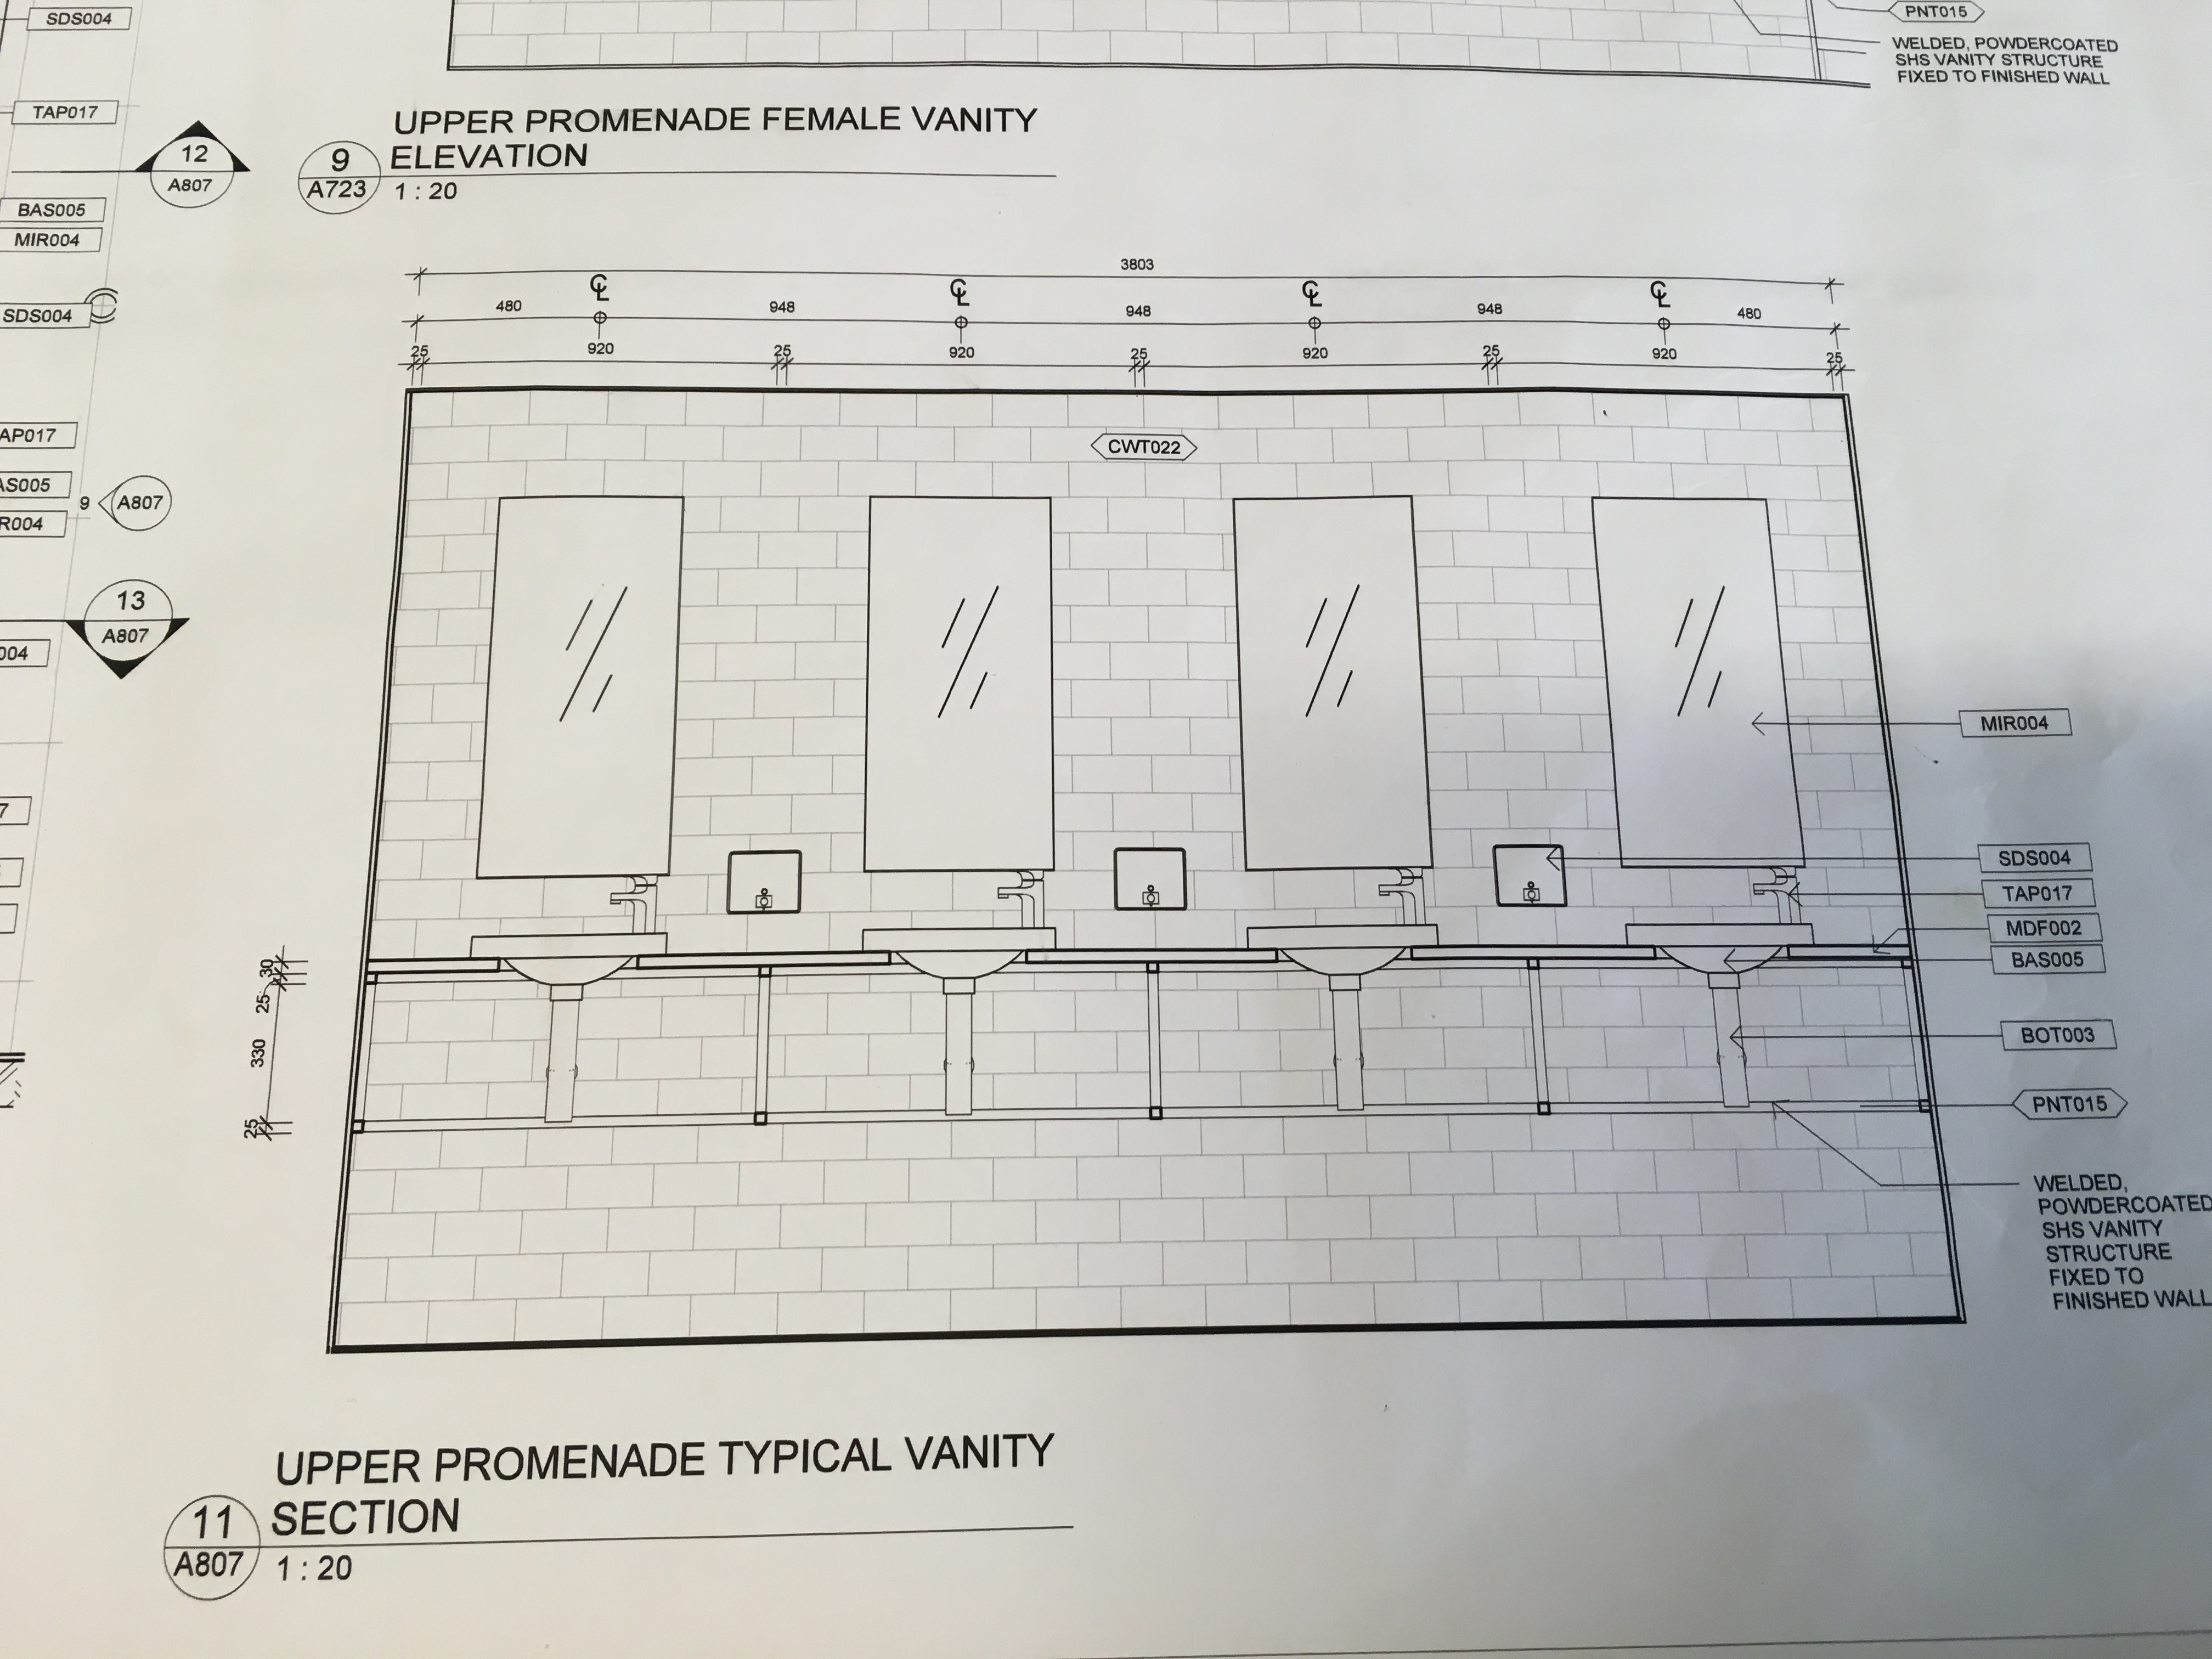 SDS004
TAP017
12
A807
BAS005
MIR004
SDS004
AP017
AS005
R004
9
A807
13
A807
004
7
PNT015
WELDED, POWDERCOATED
SHS VANITY STRUCTURE
FIXED TO FINISHED WALL
UPPER PROMENADE FEMALE VANITY
ELEVATION
9
A723
1 : 20
3803
480
948
948
948
480
25
920
25
920
25
920
25
920
25
CWT022
MIR004
SDS004
TAP017
MDF002
BAS005
BOT003
PNT015
WELDED,
POWDERCOATED
SHS VANITY
STRUCTURE
FIXED TO
FINISHED WALL
30
25
330
25
UPPER PROMENADE TYPICAL VANITY
SECTION
11
A807
1 : 20